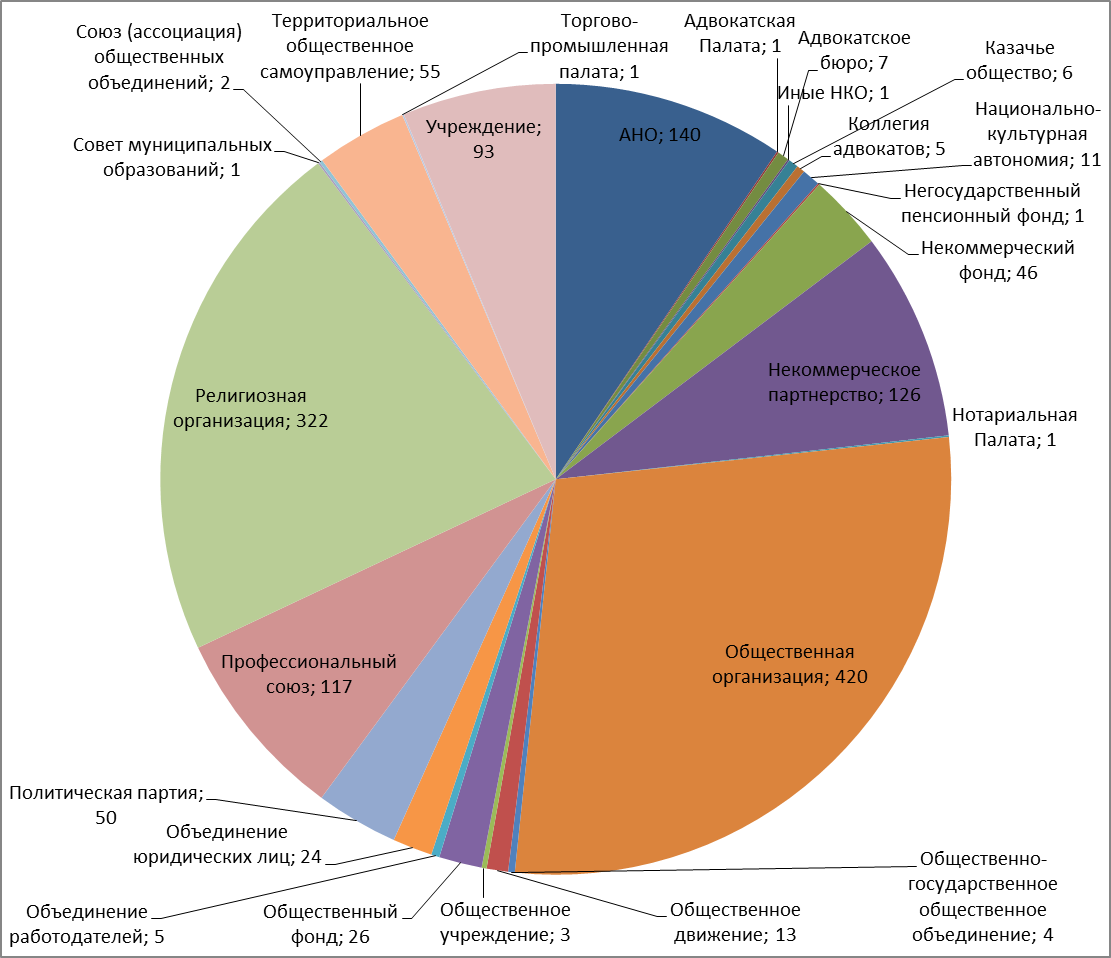 АНО; 140
Адвокатская
Палата; 1
Адвокатское
бюро; 7
Иные НКО; 1
Казачье
общество; 6
Коллегия
адвокатов; 5
Национально-
культурная
автономия; 11
Негосударственный
пенсионный фонд; 1
Некоммерческий
фонд; 46
Некоммерческое
партнерство; 126
Нотариальная
Палата; 1
Общественная
организация; 420
Общественно-
государственное
общественное
объединение; 4
Общественное
движение; 13
Общественное
учреждение; 3
Общественный
фонд; 26
Объединение
работодателей; 5
Объединение
юридических лиц; 24
Политическая партия;
50
Профессиональный
союз; 117
Религиозная
организация; 322
Совет муниципальных
образований; 1
Союз (ассоциация)
общественных
объединений; 2
Территориальное
общественное
самоуправление; 55
Торгово-
промышленная
палата; 1
Учреждение;
93